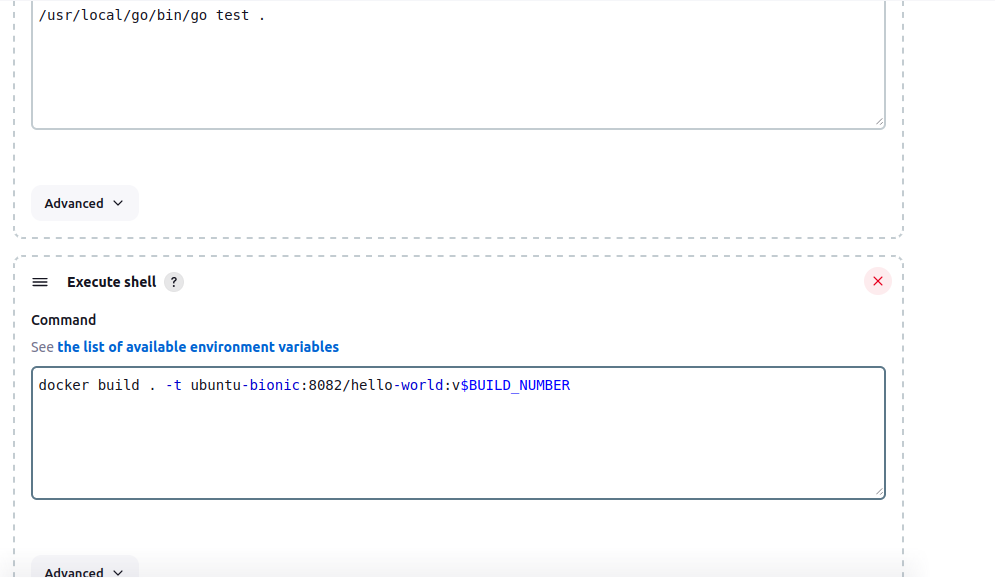 /usr/local/go/bin/go test .
Advanced
Execute shell ?
Command
See the list of available environment variables
docker build . -t ubuntu-bionic:8082/hello-world:v$BUILD_NUMBER
Advanced